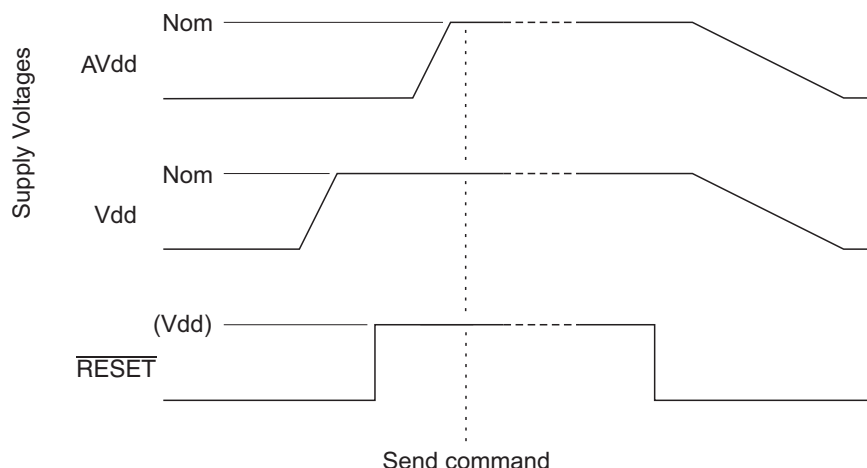 Supply Voltages
Nom
AVdd
Nom
Vdd
(Vdd)
RESET
Send command